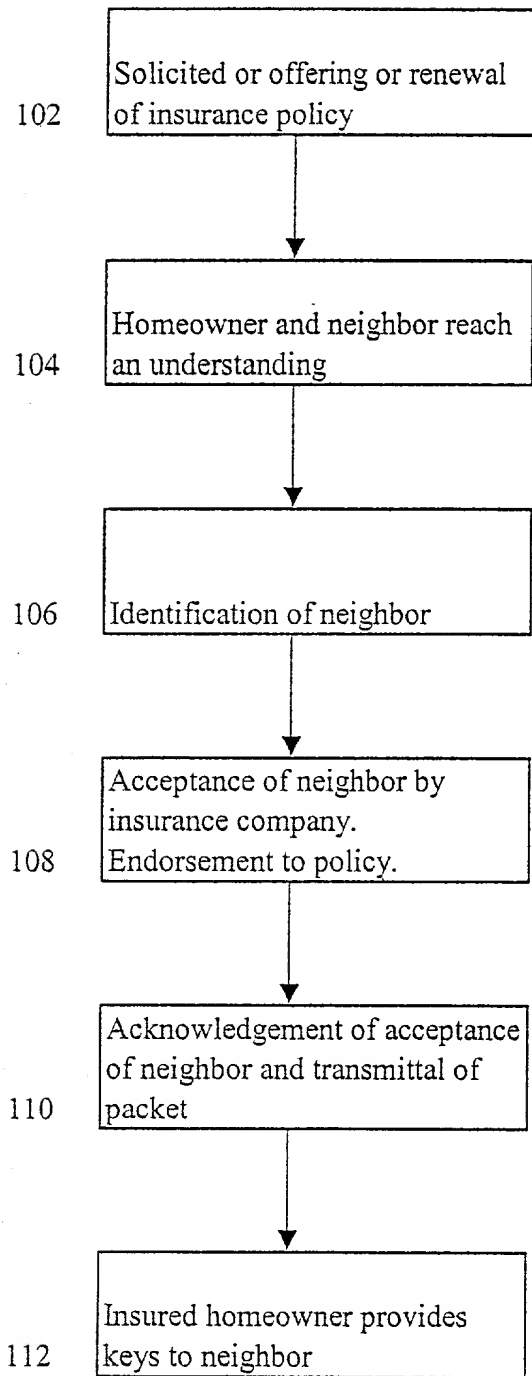 Solicited or offering or renewal
102 of insurance policy
Homeowner and neighbor reach
104 an understanding
106 Identification of neighbor
Acceptance of neighbor by
insurance company.
108 Endorsement to policy.
Acknowledgement of acceptance
of neighbor and transmittal of
110 packet
Insured homeowner provides
112 keys to neighbor